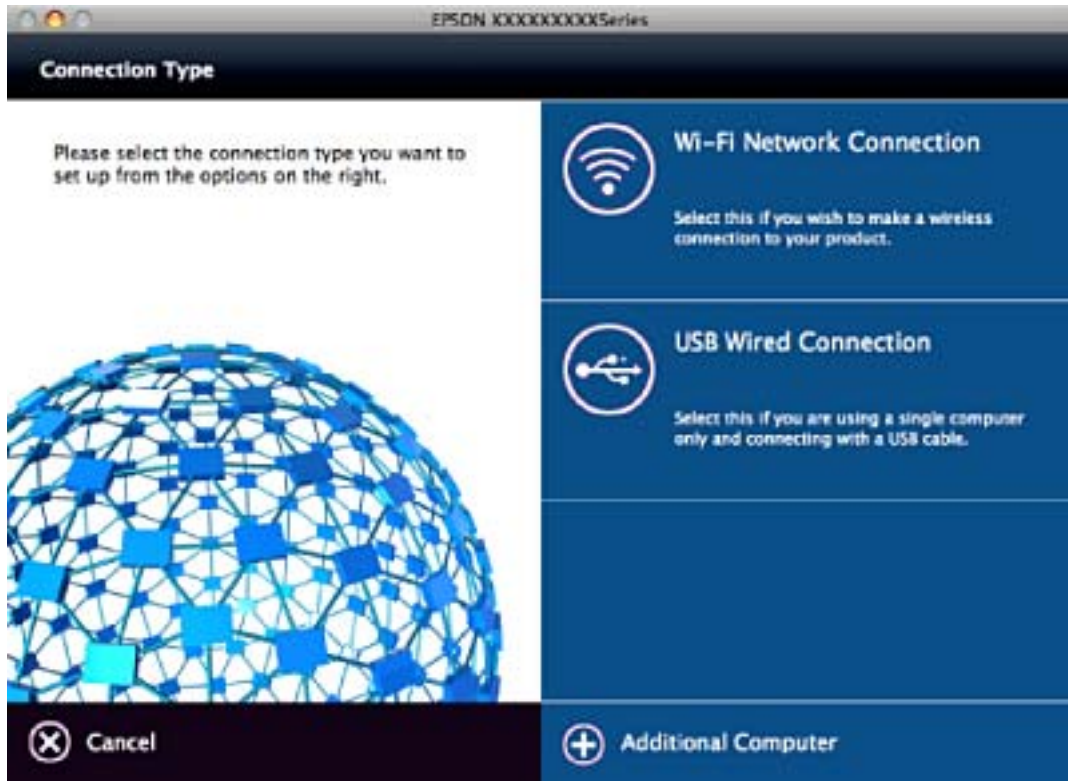 EPSON XXXXXXXXXSeries
Connection Type
Please select the connection type you want to
set up from the options on the right.
Wi-Fi Network Connection
Select this if you wish to make a wireless
connection to your product.
USB Wired Connection
Select this if you are using a single computer
only and connecting with a USB cable.
Cancel
Additional Computer